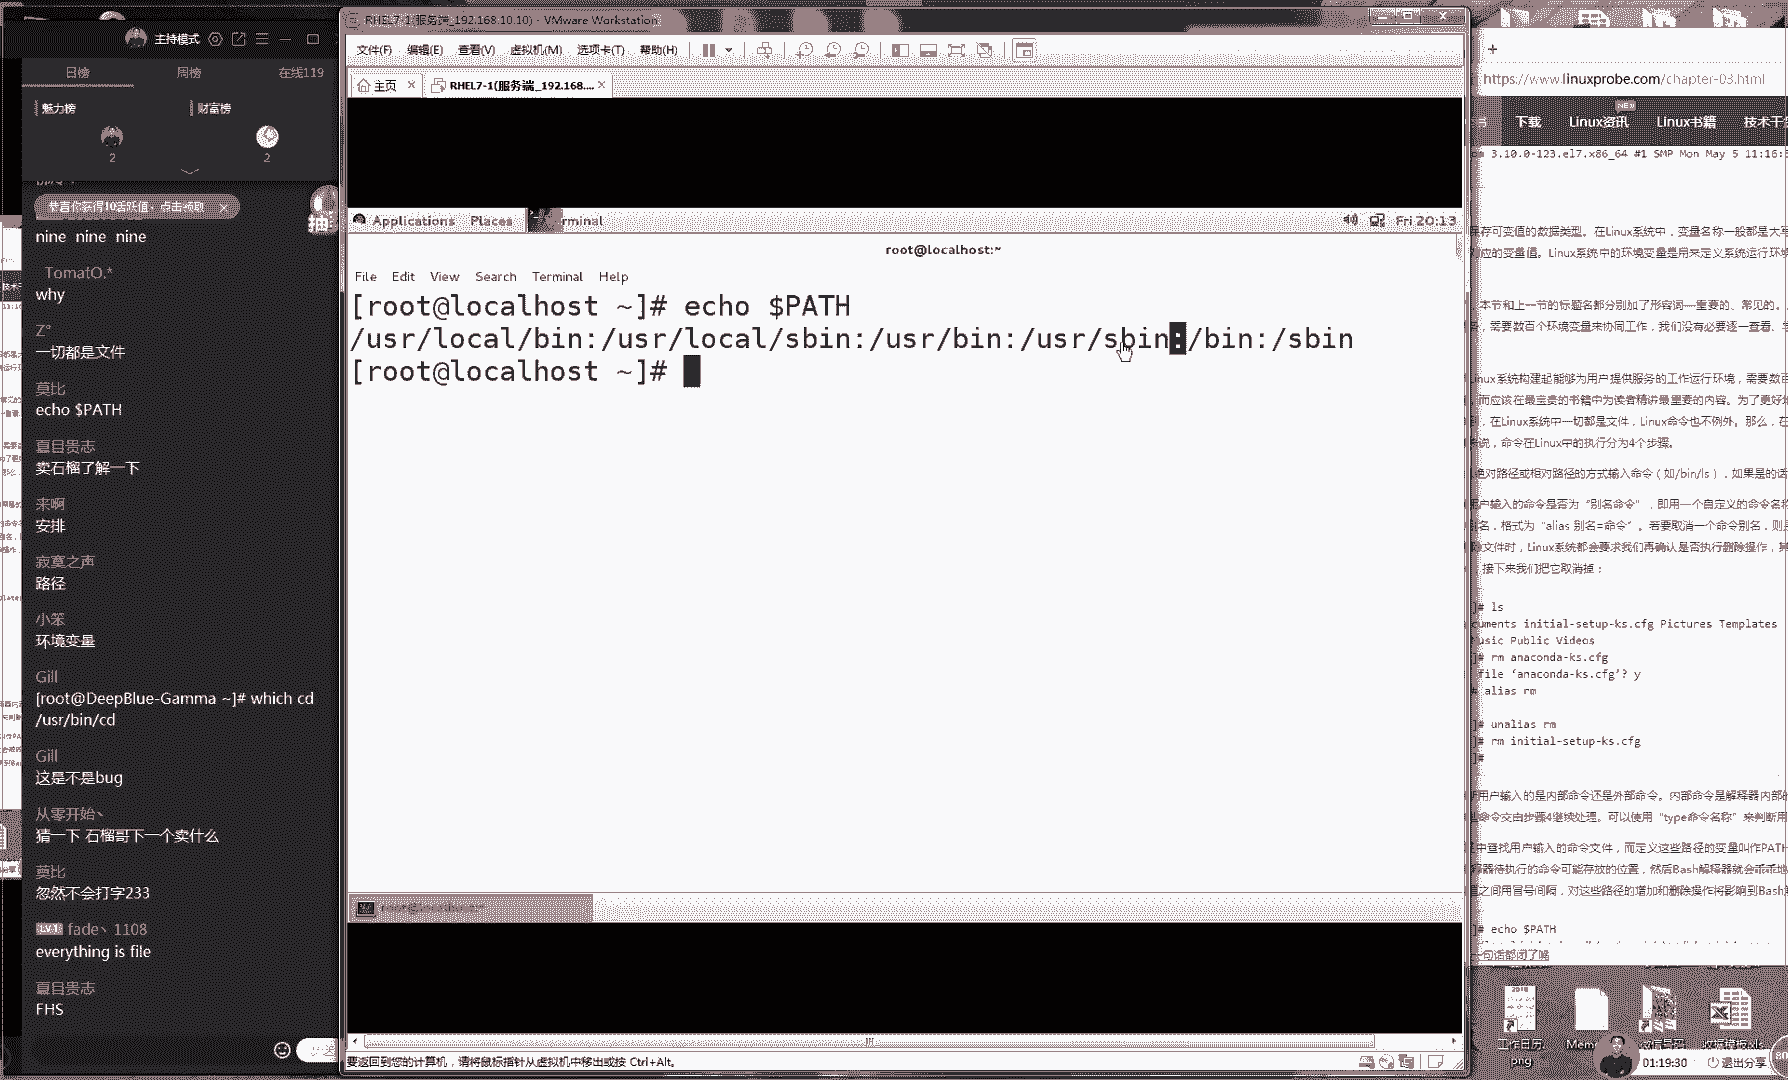 主持模式
日榜 周榜 在线119
魅力榜 财富榜
2 2
恭喜你获得10活跃值，点击领取
抽
nine nine nine
TomatO.*
why
Z°
一切都是文件
莫比
echo $PATH
夏目贵志
卖石榴了解一下
来啊
安排
寂寞之声
路径
小笨
环境变量
Gill
[root@DeepBlue-Gamma ~]# which cd
/usr/bin/cd
Gill
这是不是bug
从零开始丶
猜一下 石榴哥下一个卖什么
莫比
忽然不会打字233
LV.1 fade丶 1108
everything is file
夏目贵志
FHS
RHEL7-1(服务端_192.168.10.10) - VMware Workstation
文件(F) 编辑(E) 查看(V) 虚拟机(M) 选项卡(T) 帮助(H)
主页 RHEL7-1(服务端_192.168....
Applications Places rminal Fri 20:13
root@localhost:~
File Edit View Search Terminal Help
[root@localhost ~]# echo $PATH
/usr/local/bin:/usr/local/sbin:/usr/bin:/usr/sbin:/bin:/sbin
[root@localhost ~]#
要返回到您的计算机，请将鼠标指针从虚拟机中移出或按 Ctrl+Alt。
https://www.linuxprobe.com/chapter-03.html
NEW
下载 Linux资讯 Linux书籍 技术干
3.10.0-123.el7.x86_64 #1 SMP Mon May 5 11:16:
存可变值的数据类型。在Linux系统中，变量名称一般都是大写
应的变量值。Linux系统中的环境变量是用来定义系统运行环境
本节和上一节的标题名都分别加了形容词—重要的、常见的。
需要数百个环境变量来协同工作，我们没有必要逐一查看、
inux系统构建起能够为用户提供服务的工作运行环境，需要数百
而应该在最宝贵的书籍中为读者精讲最重要的内容。为了更好地
，在Linux系统中一切都是文件，Linux命令也不例外。那么，在
说，命令在Linux中的执行分为4个步骤。
绝对路径或相对路径的方式输入命令（如/bin/ls），如果是的话
户输入的命令是否为“别名命令”，即用一个自定义的命令名称
名，格式为“alias 别名=命令”。若要取消一个命令别名，则
文件时，Linux系统都会要求我们再确认是否执行删除操作，其
接下来我们把它取消掉：
]# ls
cuments initial-setup-ks.cfg Pictures Templates
usic Public Videos
]# rm anaconda-ks.cfg
file ‘anaconda-ks.cfg’? y
# alias rm
]# unalias rm
]# rm initial-setup-ks.cfg
]#
用户输入的是内部命令还是外部命令。内部命令是解释器内部的
命令交由步骤4继续处理。可以使用“type命令名称”来判断用
中查找用户输入的命令文件，而定义这些路径的变量叫作PATH
器待执行的命令可能存放的位置，然后Bash解释器就会乖乖地
之间用冒号间隔，对这些路径的增加和删除操作将影响到Bash
]# echo $PATH
工作日历.png
01:19:30 退出分享